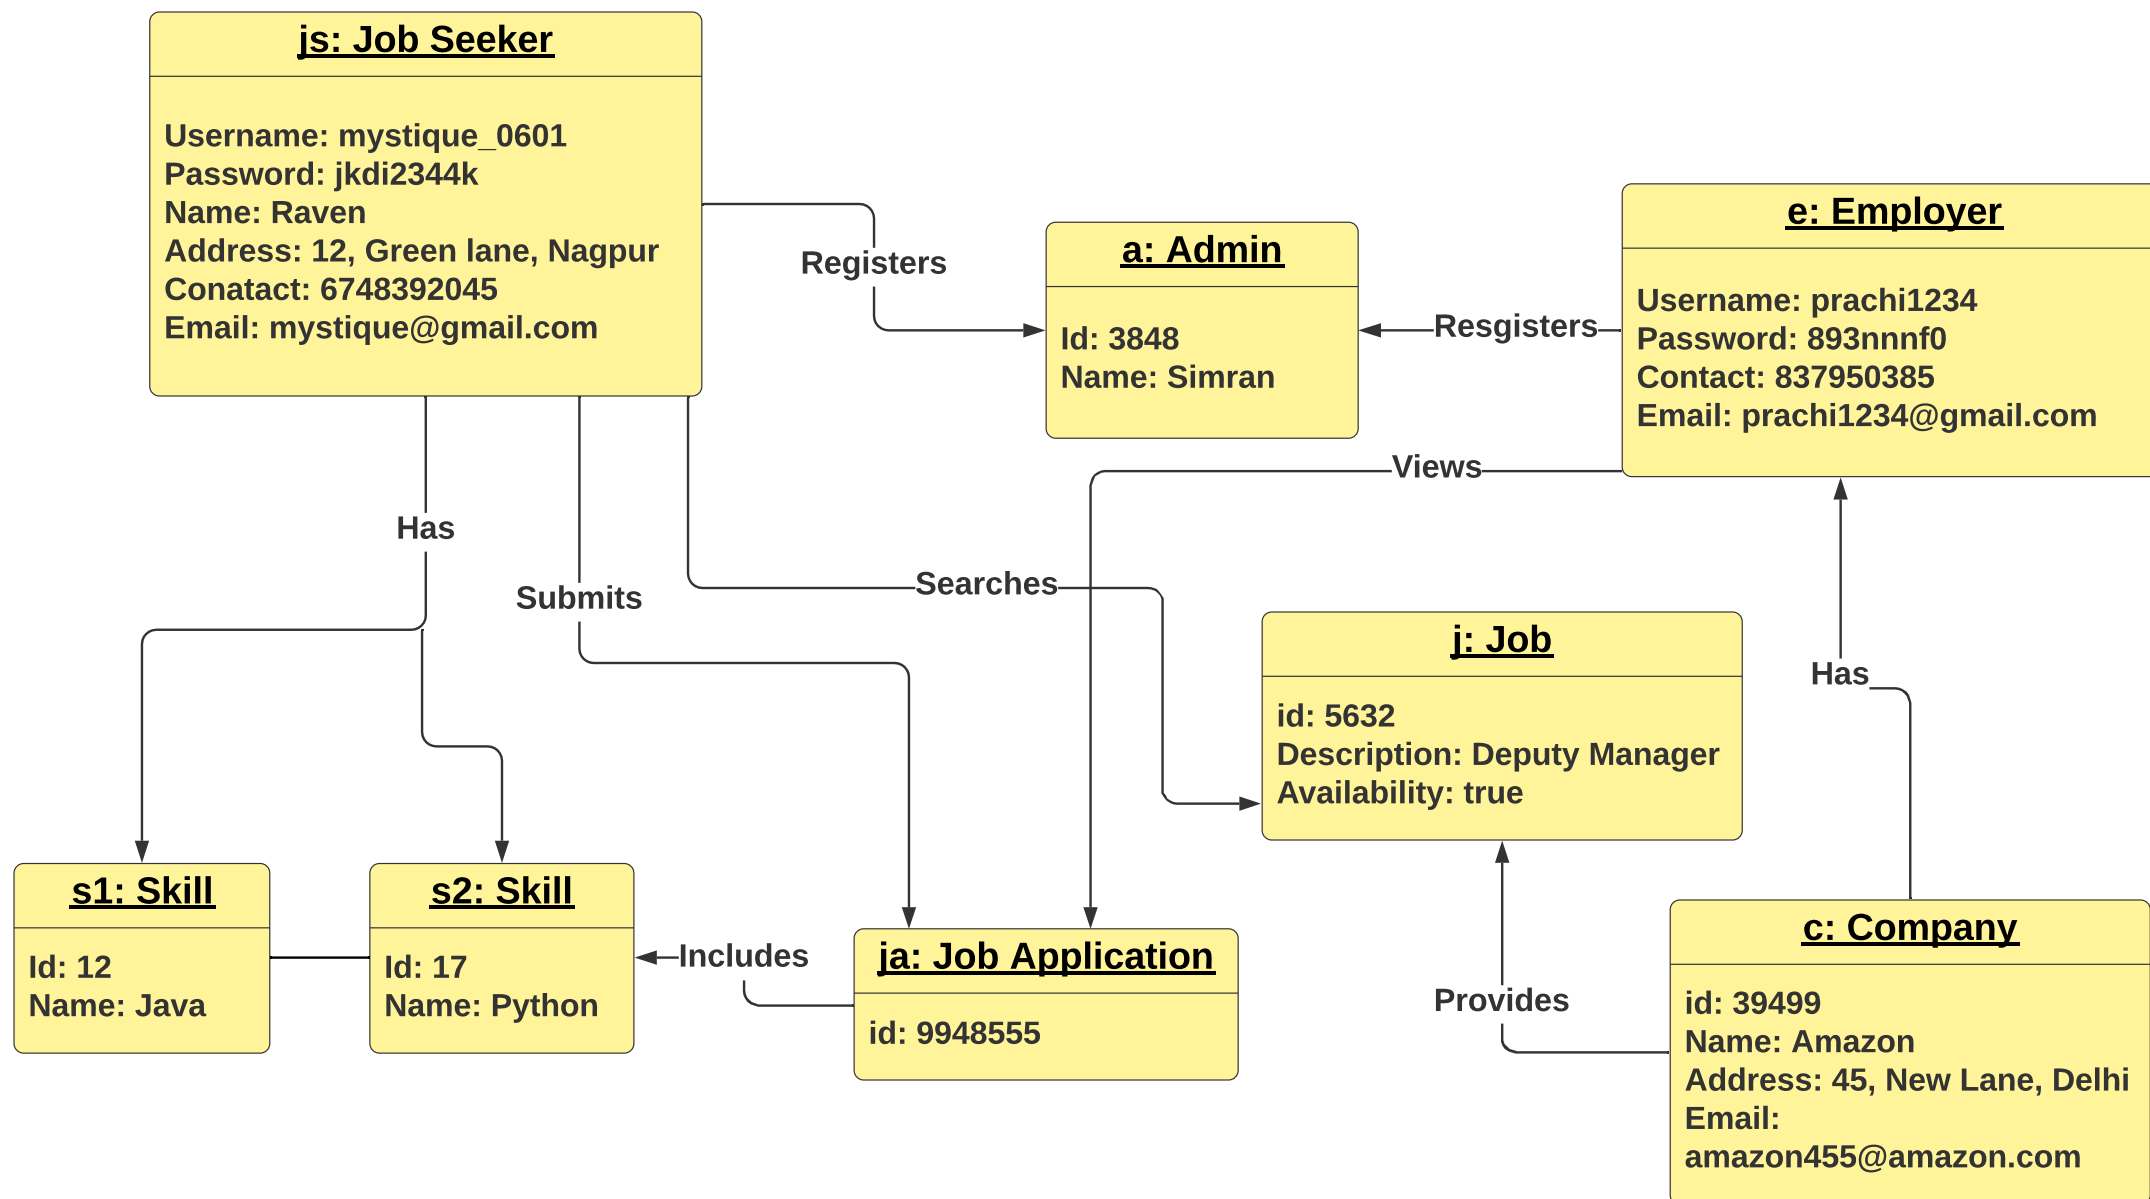 js: Job Seeker
Username: mystique_0601
Password: jkdi2344k
Name: Raven
Address: 12, Green lane, Nagpur
Conatact: 6748392045
Email: mystique@gmail.com
Registers
a: Admin
Id: 3848
Name: Simran
Resgisters
e: Employer
Username: prachi1234
Password: 893nnnf0
Contact: 837950385
Email: prachi1234@gmail.com
Views
Has
Submits
Searches
j: Job
id: 5632
Description: Deputy Manager
Availability: true
Has
s1: Skill
Id: 12
Name: Java
s2: Skill
Id: 17
Name: Python
Includes
ja: Job Application
id: 9948555
Provides
c: Company
id: 39499
Name: Amazon
Address: 45, New Lane, Delhi
Email:
amazon455@amazon.com